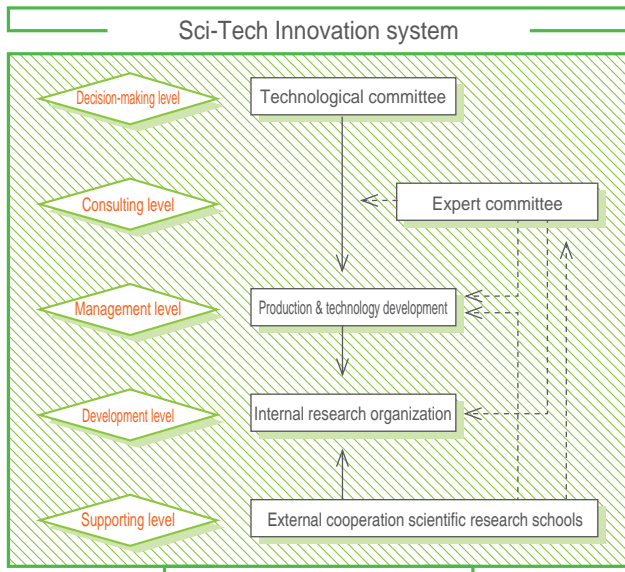 Sci-Tech Innovation system
Decision-making level
Technological committee
Consulting level
Expert committee
Management level
Production & technology development
Development level
Internal research organization
Supporting level
External cooperation scientific research schools